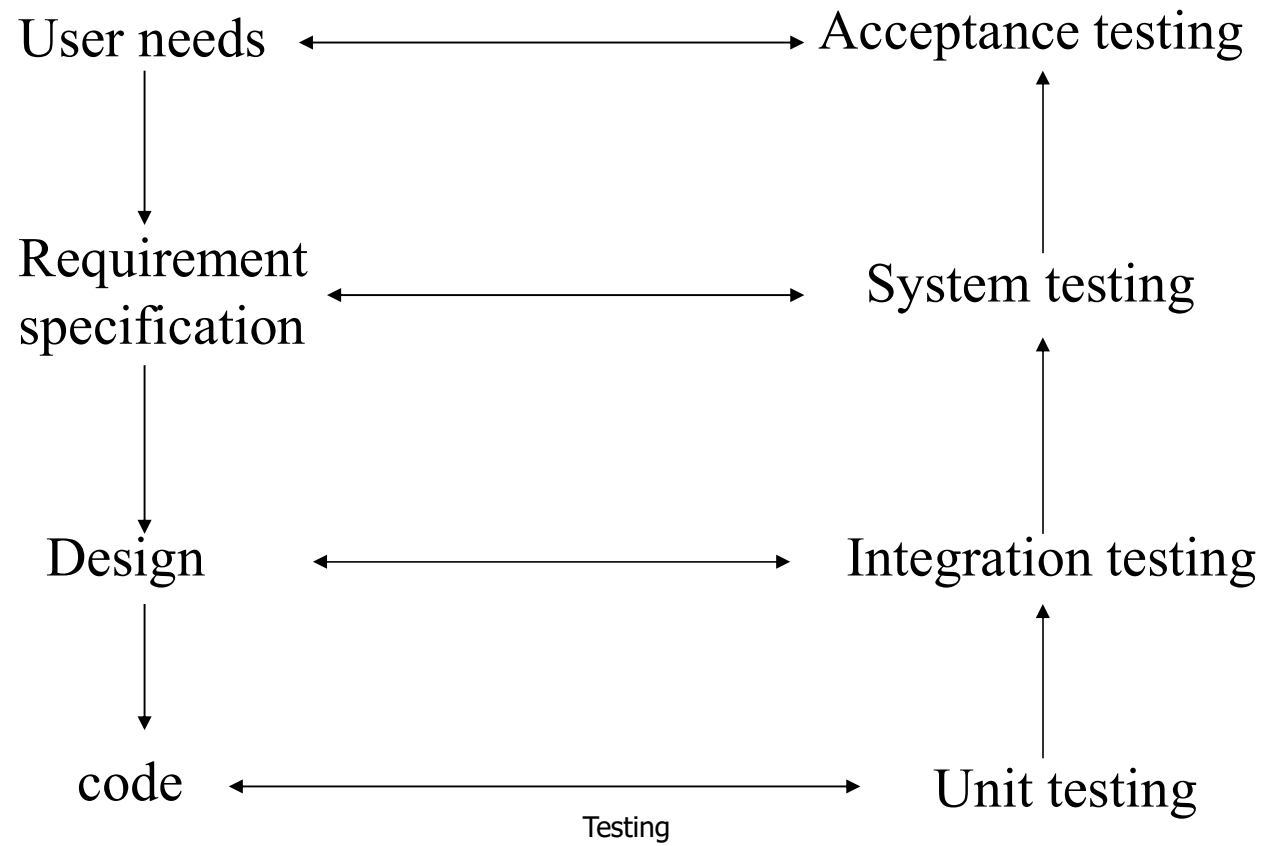 User needs
Acceptance testing
Requirement
specification
System testing
Design
Integration testing
code
Unit testing
Testing